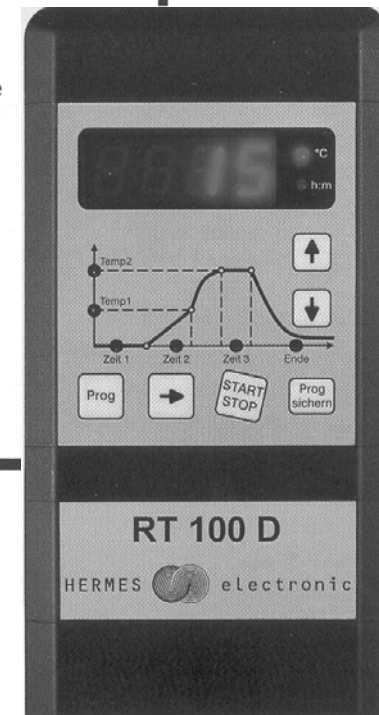 e
15
°C
h:m
Temp2
Temp1
Zeit 1 Zeit 2 Zeit 3 Ende
Prog START STOP Prog sichern
RT 100 D
HERMES electronic